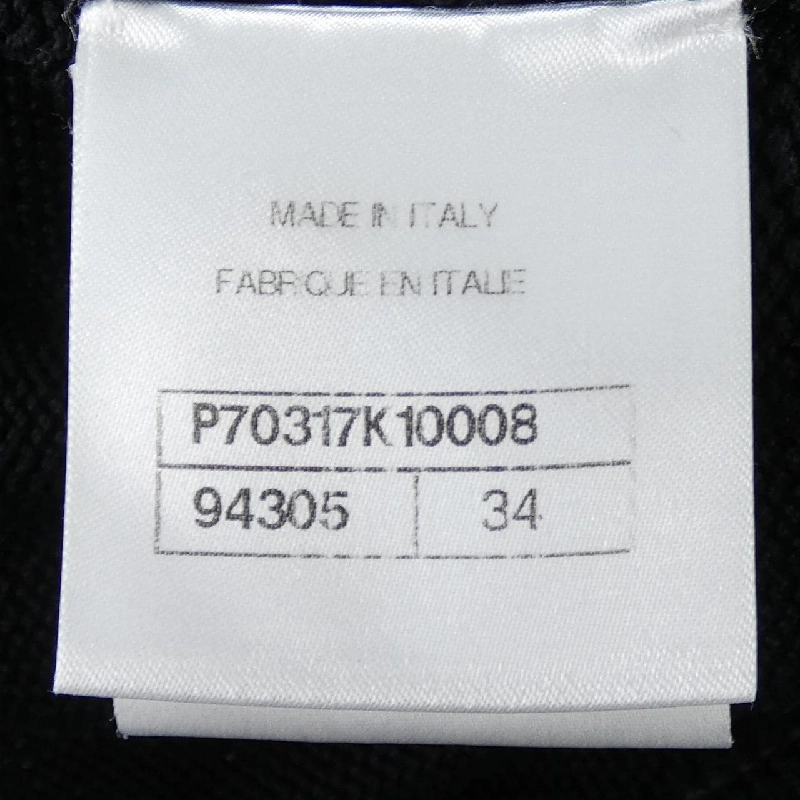 MADE IN ITALY
FABRIQUE EN ITALIE
P70317K10008
94305 34